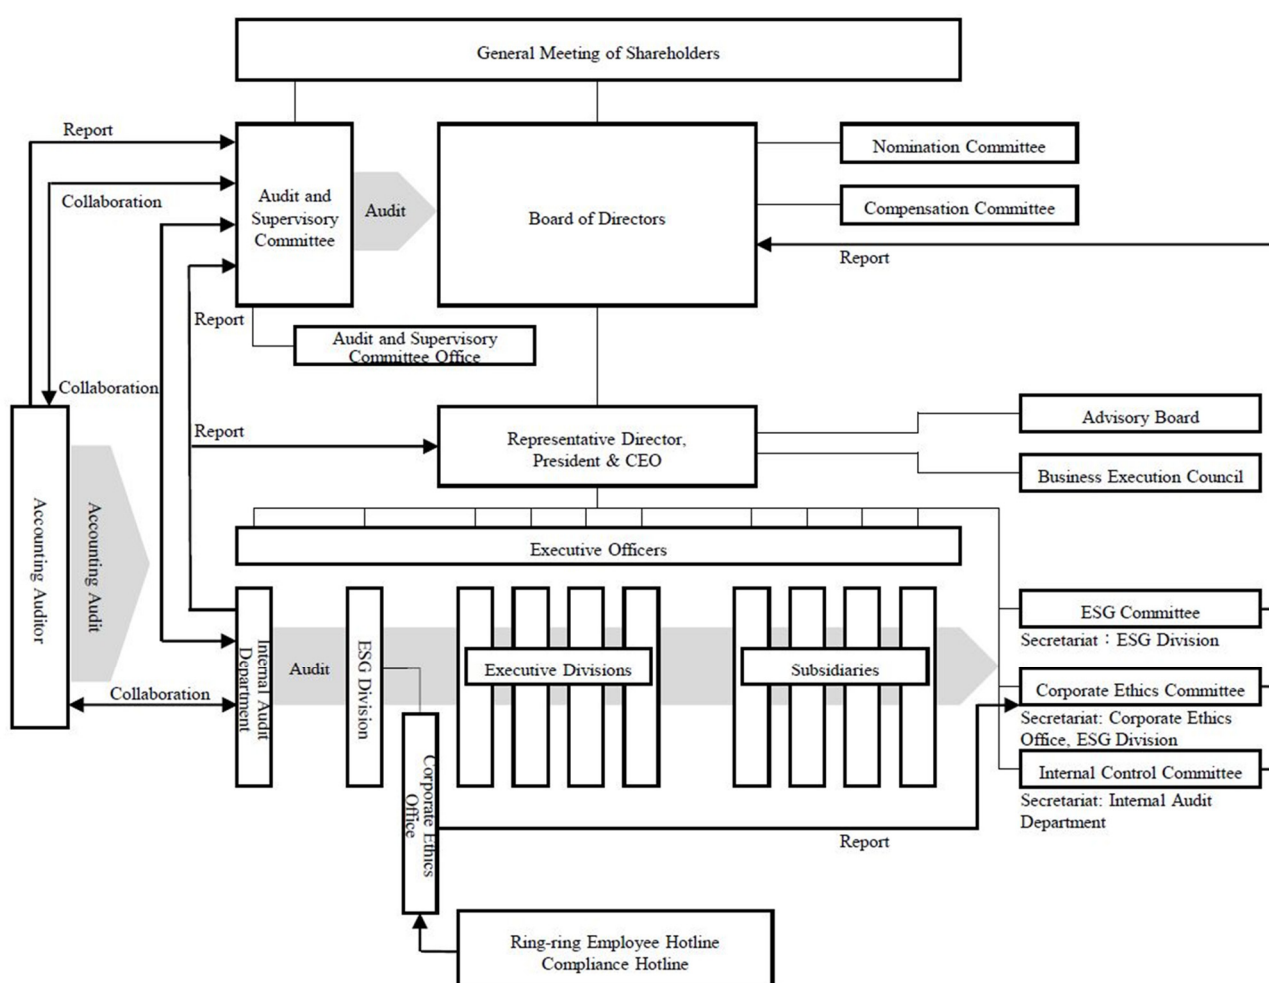 General Meeting of Shareholders
Report
Collaboration
Audit and
Supervisory
Committee
Audit
Board of Directors
Nomination Committee
Compensation Committee
Report
Report
Audit and Supervisory
Committee Office
Collaboration
Report
Representative Director,
President & CEO
Advisory Board
Business Execution Council
Accounting Auditor
Accounting Audit
Executive Officers
Collaboration
Internal Audit
Department
Audit
ESG Division
Executive Divisions
Subsidiaries
ESG Committee
Secretariat：ESG Division
Corporate Ethics Committee
Secretariat: Corporate Ethics
Office, ESG Division
Internal Control Committee
Secretariat: Internal Audit
Department
Corporate Ethics
Office
Report
Ring-ring Employee Hotline
Compliance Hotline